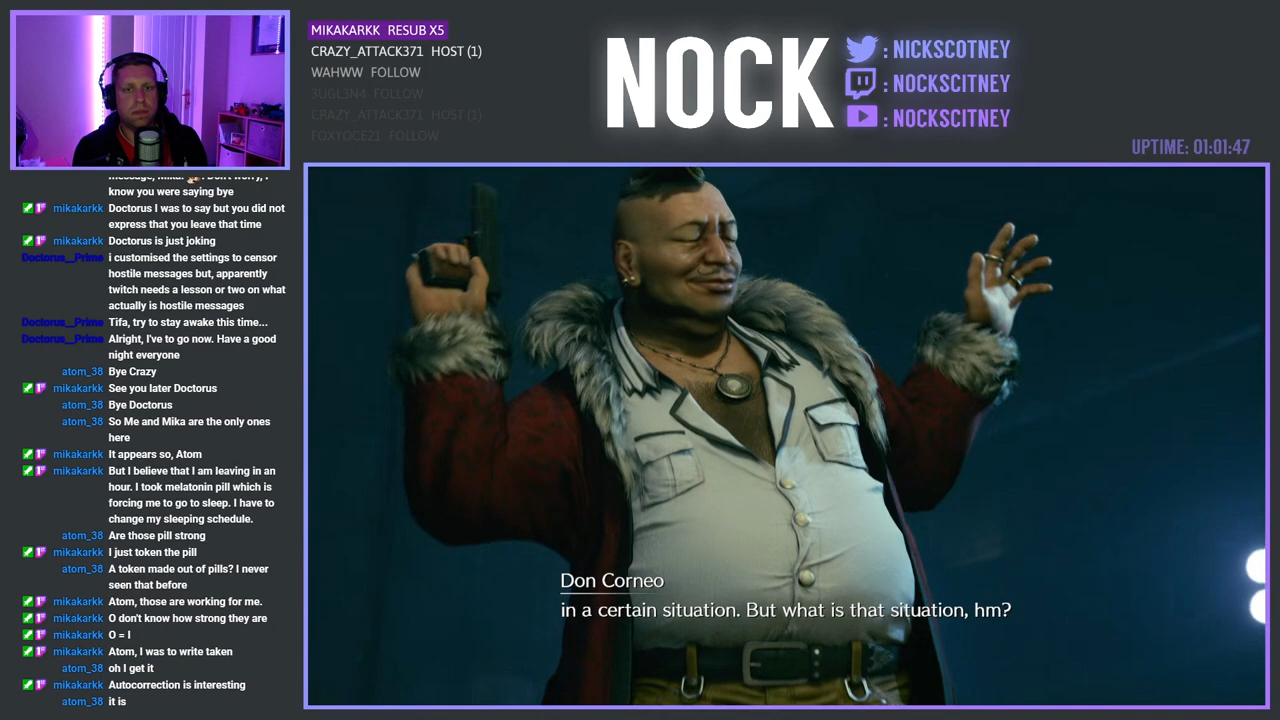 MIKAKARKK RESUB X5
CRAZY_ATTACK371 HOST (1)
WAHWW FOLLOW
3UGL3N4 FOLLOW
CRAZY_ATTACK371 HOST (1)
FOXYOCE21 FOLLOW
NOCK
: NICKSCOTNEY
: NOCKSCITNEY
: NOCKSCITNEY
UPTIME: 01:01:47
know you were saying bye
mikakarkk Doctorus I was to say but you did not
express that you leave that time
mikakarkk Doctorus is just joking
Doctorus__Prime i customised the settings to censor
hostile messages but, apparently
twitch needs a lesson or two on what
actually is hostile messages
Doctorus__Prime Tifa, try to stay awake this time...
Doctorus__Prime Alright, I've to go now. Have a good
night everyone
atom_38 Bye Crazy
mikakarkk See you later Doctorus
atom_38 Bye Doctorus
atom_38 So Me and Mika are the only ones
here
mikakarkk It appears so, Atom
mikakarkk But I believe that I am leaving in an
hour. I took melatonin pill which is
forcing me to go to sleep. I have to
change my sleeping schedule.
atom_38 Are those pill strong
mikakarkk I just token the pill
atom_38 A token made out of pills? I never
seen that before
mikakarkk Atom, those are working for me.
mikakarkk O don't know how strong they are
mikakarkk O = I
mikakarkk Atom, I was to write taken
atom_38 oh I get it
mikakarkk Autocorrection is interesting
atom_38 it is
Don Corneo
in a certain situation. But what is that situation, hm?